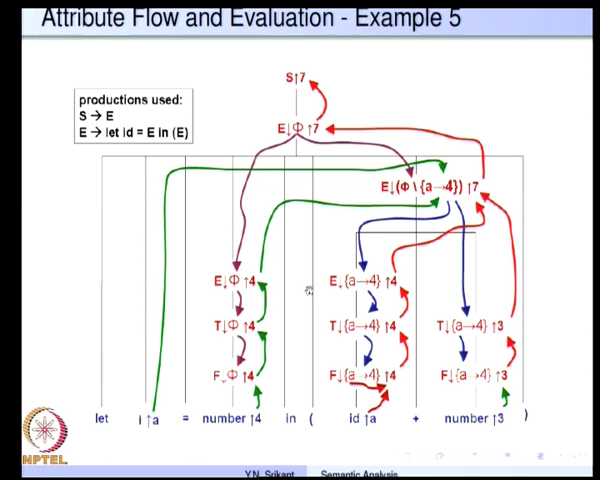 Attribute Flow and Evaluation - Example 5
S↑7
productions used:
S → E
E → let id = E in (E)
E↓Φ ↑7
E↓(Φ \ {a→4}) ↑7
E↓Φ ↑4 E↓{a→4} ↑4
T↓Φ ↑4 T↓{a→4} ↑4 T↓{a→4} ↑3
F↓Φ ↑4 F↓{a→4} ↑4 F↓{a→4} ↑3
let i ↑a = number ↑4 in ( id ↑a + number ↑3 )
NPTEL
Y.N. Srikant Semantic Analysis